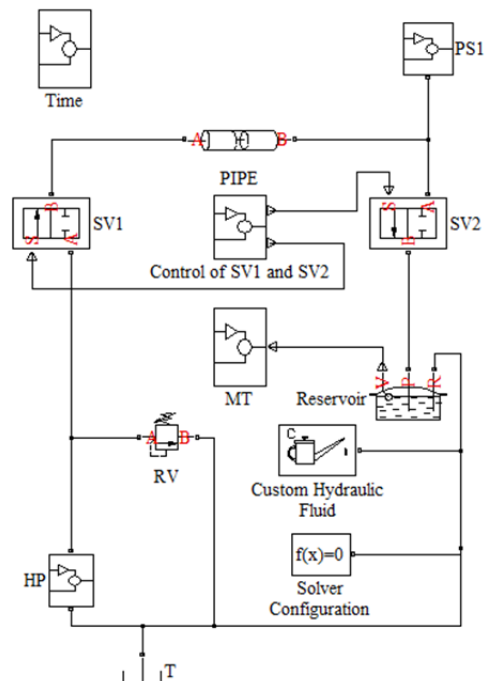 Time
PS1
A
B
PIPE
B
S
A
SV1
Control of SV1 and SV2
S
A
B
SV2
MT
Reservoir
V
P
R
A
B
RV
C
Custom Hydraulic
Fluid
HP
f(x)=0
Solver
Configuration
T